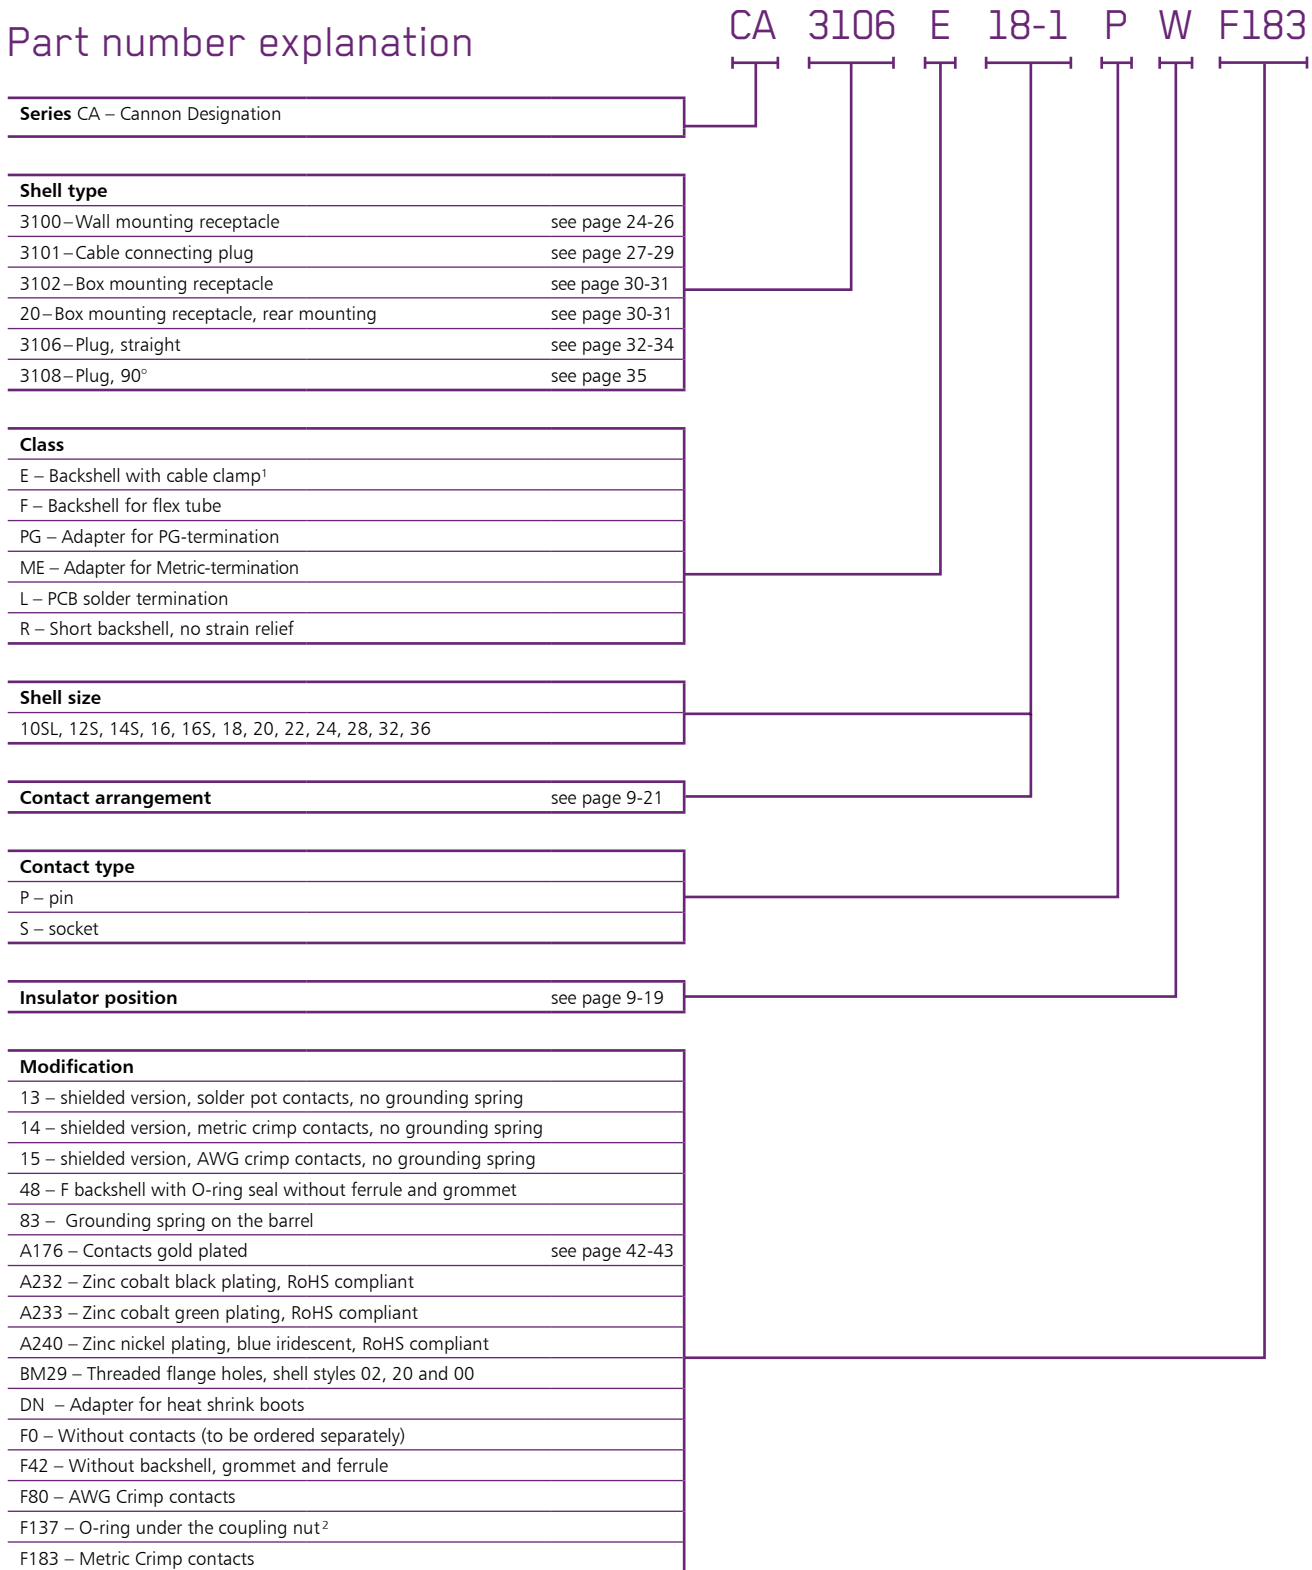 Part number explanation
CA 3106 E 18-1 P W F183
Series CA – Cannon Designation
Shell type
3100–Wall mounting receptacle see page 24-26
3101–Cable connecting plug see page 27-29
3102–Box mounting receptacle see page 30-31
20–Box mounting receptacle, rear mounting see page 30-31
3106–Plug, straight see page 32-34
3108–Plug, 90° see page 35
Class
E – Backshell with cable clamp¹
F – Backshell for flex tube
PG – Adapter for PG-termination
ME – Adapter for Metric-termination
L – PCB solder termination
R – Short backshell, no strain relief
Shell size
10SL, 12S, 14S, 16, 16S, 18, 20, 22, 24, 28, 32, 36
Contact arrangement see page 9-21
Contact type
P – pin
S – socket
Insulator position see page 9-19
Modification
13 – shielded version, solder pot contacts, no grounding spring
14 – shielded version, metric crimp contacts, no grounding spring
15 – shielded version, AWG crimp contacts, no grounding spring
48 – F backshell with O-ring seal without ferrule and grommet
83 – Grounding spring on the barrel
A176 – Contacts gold plated see page 42-43
A232 – Zinc cobalt black plating, RoHS compliant
A233 – Zinc cobalt green plating, RoHS compliant
A240 – Zinc nickel plating, blue iridescent, RoHS compliant
BM29 – Threaded flange holes, shell styles 02, 20 and 00
DN – Adapter for heat shrink boots
F0 – Without contacts (to be ordered separately)
F42 – Without backshell, grommet and ferrule
F80 – AWG Crimp contacts
F137 – O-ring under the coupling nut²
F183 – Metric Crimp contacts